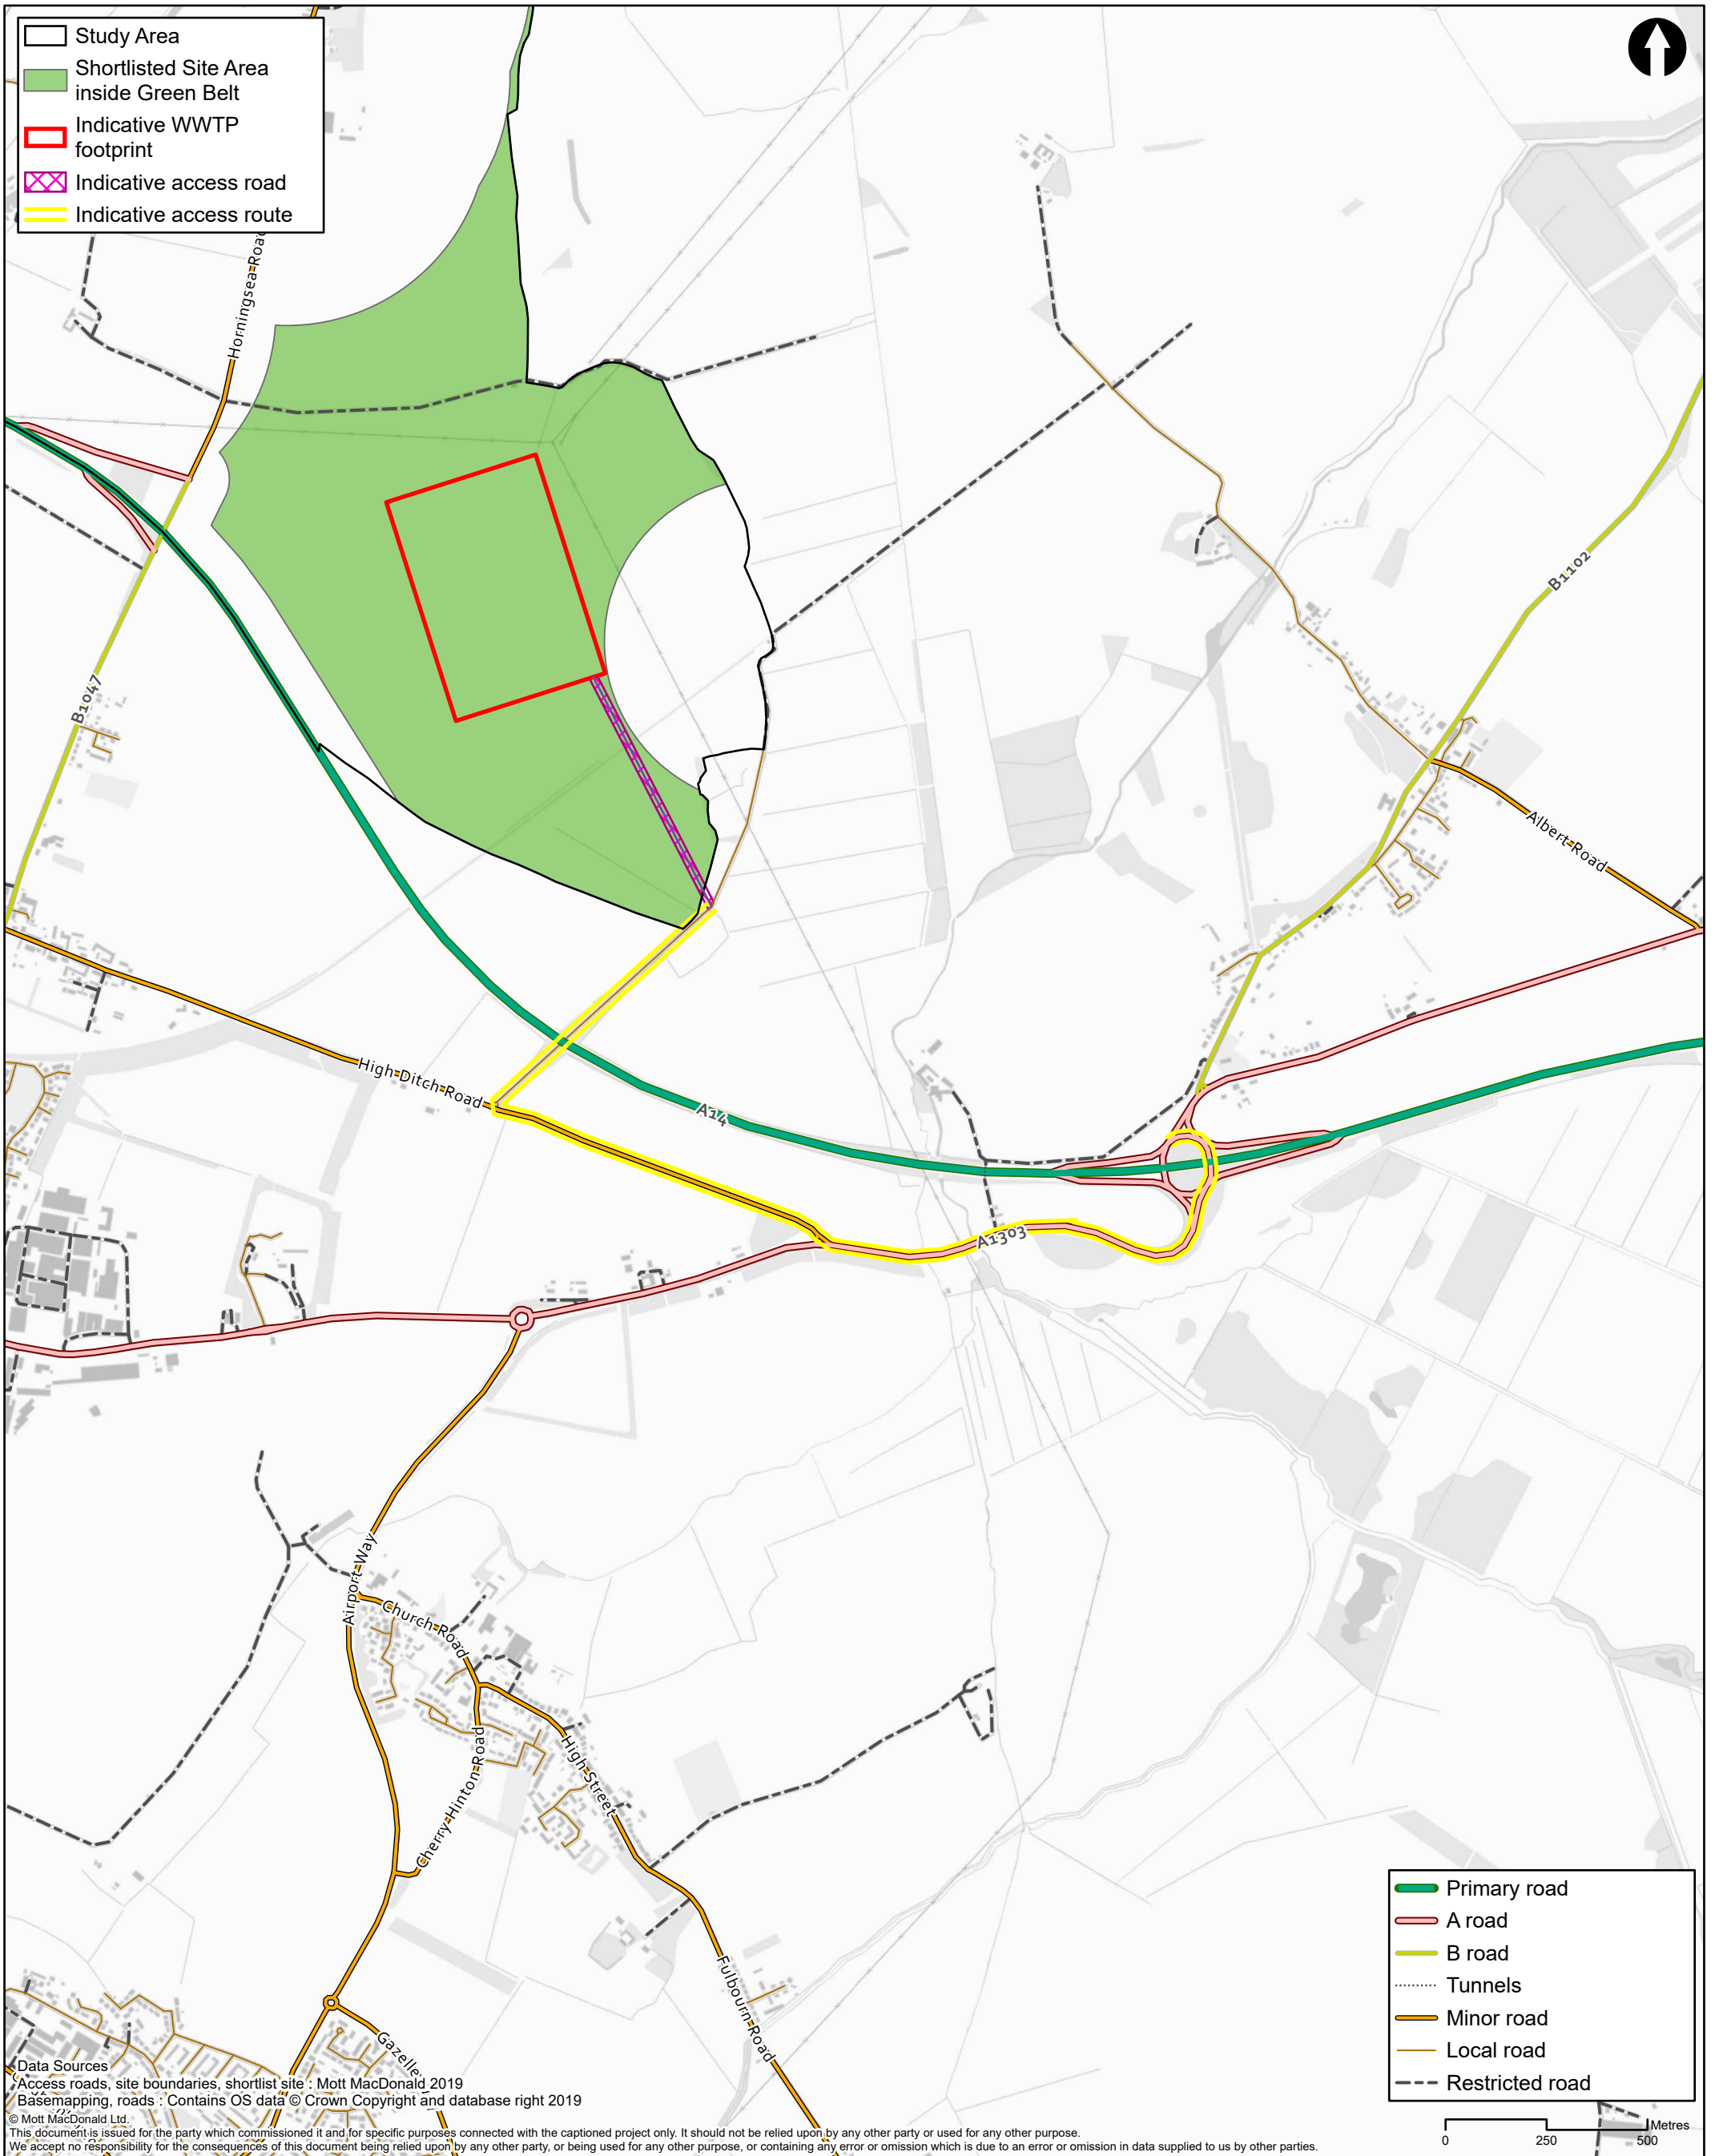 Study Area
Shortlisted Site Area
inside Green Belt
Indicative WWTP
footprint
Indicative access road
Indicative access route
Horningsea Road
B1047
B1102
Albert Road
High Ditch Road
A14
A1303
Airport Way
Church Road
High Street
Cherry Hinton Road
Fulbourn Road
Gazelle
Primary road
A road
B road
Tunnels
Minor road
Local road
Restricted road
Data Sources
Access roads, site boundaries, shortlist site : Mott MacDonald 2019
Basemapping, roads : Contains OS data © Crown Copyright and database right 2019
© Mott MacDonald Ltd.
This document is issued for the party which commissioned it and for specific purposes connected with the captioned project only. It should not be relied upon by any other party or used for any other purpose.
We accept no responsibility for the consequences of this document being relied upon by any other party, or being used for any other purpose, or containing any error or omission which is due to an error or omission in data supplied to us by other parties.
Metres
0 250 500